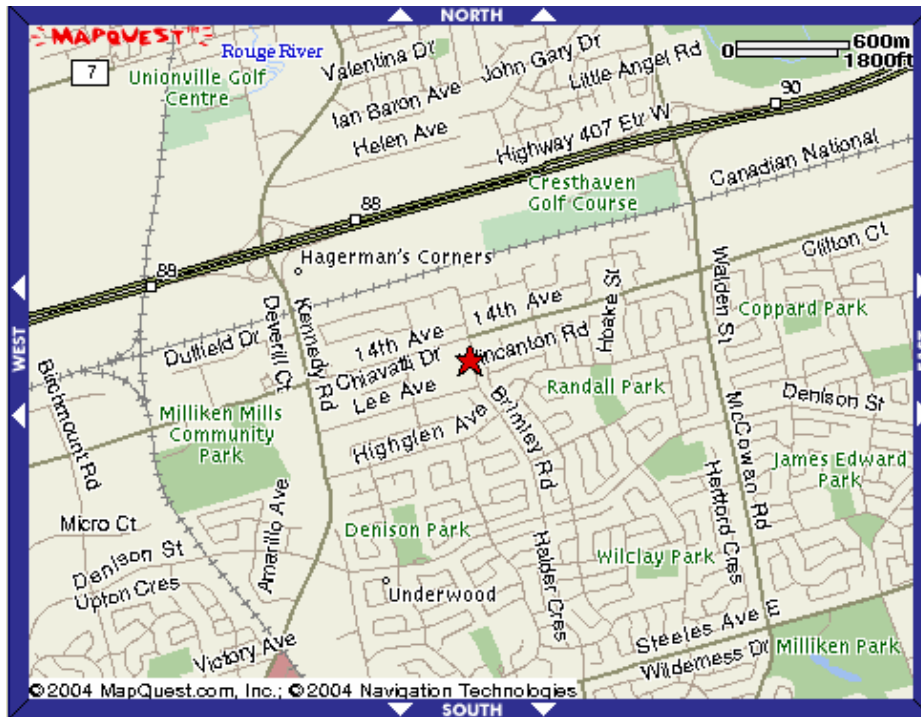 NORTH
MAPQUEST
Rouge River
7
Unionville Golf
Centre
Valentina Dr
John Gary Dr
Little Angel Rd
0 600m
1800ft
Ian Baron Ave
Helen Ave
Highway 407 Etr W
90
Canadian National
Cresthaven
Golf Course
88
88
Hagerman's Corners
Clifton Ct
Walden St
Coppard Park
WEST
Duffield Dr
Deverill Ct
Kennedy Rd
14th Ave
14th Ave
Hoake St
Chiavatti Dr
Lee Ave
Birchmount Rd
Milliken Mills
Community
Park
Highglen Ave
Brimley Rd
Randall Park
Denison St
McCowan Rd
James Edward
Park
Micro Ct
Amarillo Ave
Denison Park
Hertford Cres
Denison St
Upton Cres
Underwood
Halder Cres
Wilclay Park
Victory Ave
Steeles Ave E
Wilderness Dr
Milliken Park
©2004 MapQuest.com, Inc.; ©2004 Navigation Technologies
SOUTH